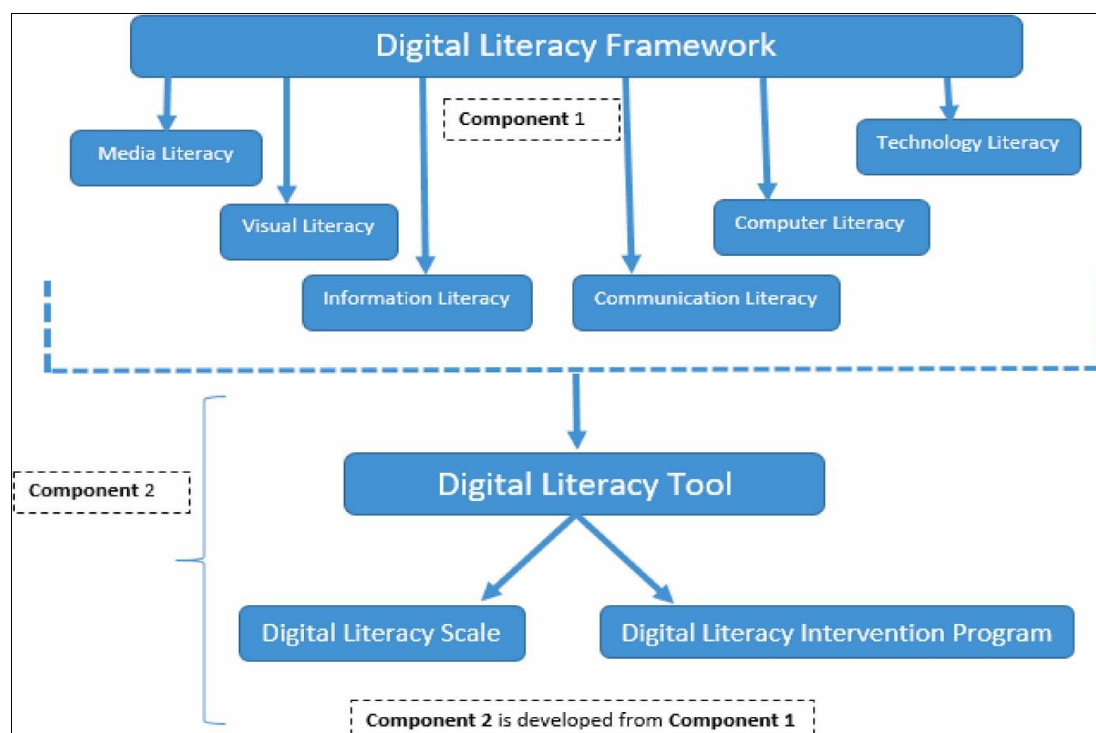 Digital Literacy Framework
Component 1
Media Literacy
Technology Literacy
Visual Literacy
Computer Literacy
Information Literacy
Communication Literacy
Component 2
Digital Literacy Tool
Digital Literacy Scale
Digital Literacy Intervention Program
Component 2 is developed from Component 1